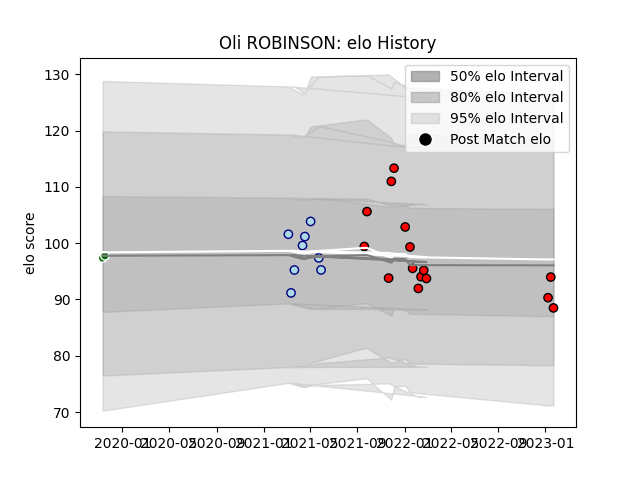 Oli ROBINSON: elo History
50% elo Interval
80% elo Interval
95% elo Interval
Post Match elo
elo score
130
120
110
100
90
80
70
2020-01 2020-05 2020-09 2021-01 2021-05 2021-09 2022-01 2022-05 2022-09 2023-01